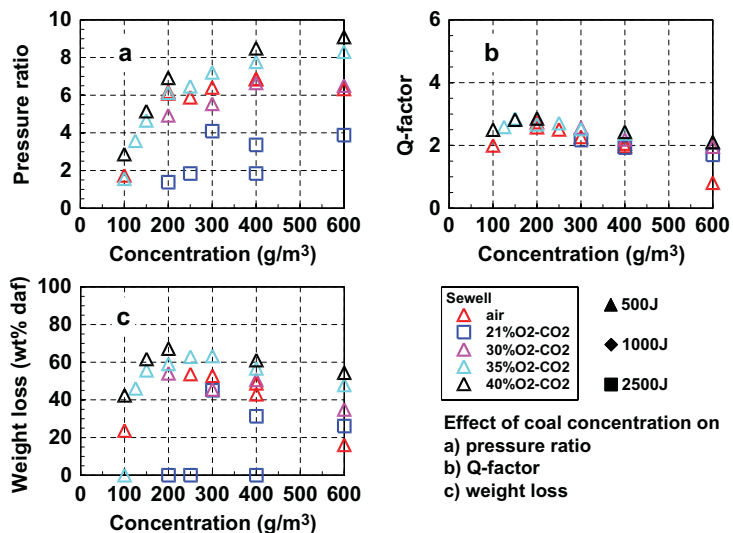 10
8
6
4
2
0
a
Pressure ratio
0 100 200 300 400 500 600
Concentration (g/m³)
6
4
2
0
b
Q-factor
0 100 200 300 400 500 600
Concentration (g/m³)
100
80
60
40
20
0
c
Weight loss (wt% daf)
0 100 200 300 400 500 600
Concentration (g/m³)
Sewell
air
21%O2-CO2
30%O2-CO2
35%O2-CO2
40%O2-CO2
500J
1000J
2500J
Effect of coal concentration on
a) pressure ratio
b) Q-factor
c) weight loss